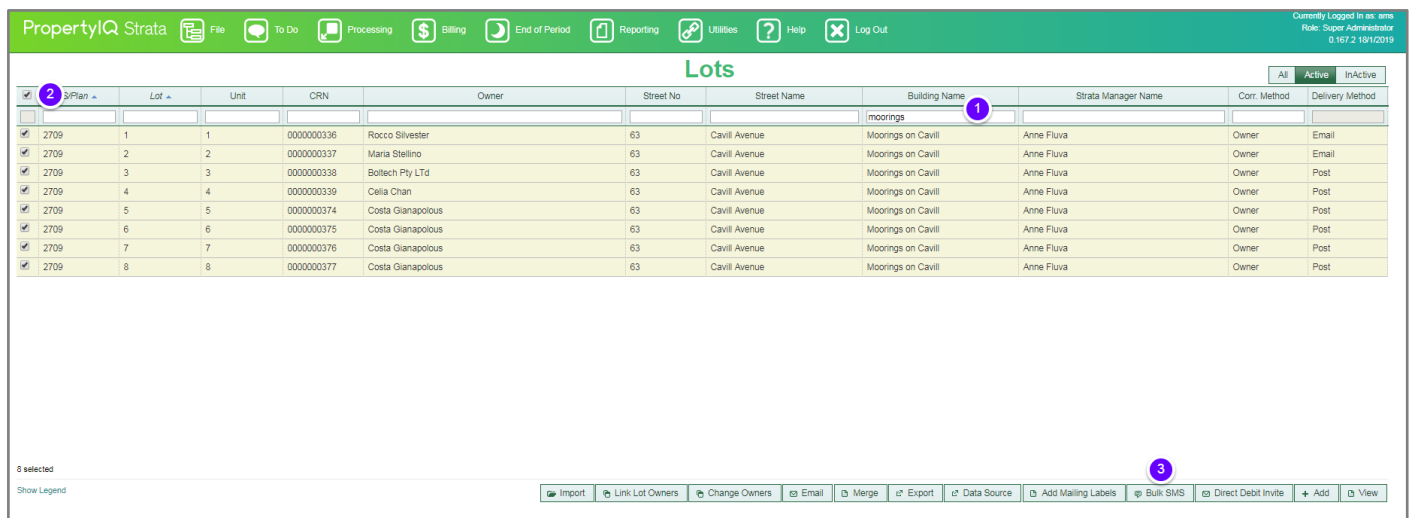 PropertyIQ Strata File To Do Processing Billing End of Period Reporting Utilities Help Log Out
Currently Logged In as: ams
Role: Super Administrator
0.167.2 18/1/2019
Lots
All Active InActive
2 S/Plan Lot Unit CRN Owner Street No Street Name Building Name Strata Manager Name Corr. Method Delivery Method
1
moorings
2709 1 1 0000000336 Rocco Silvester 63 Cavill Avenue Moorings on Cavill Anne Fluva Owner Email
2709 2 2 0000000337 Maria Stellino 63 Cavill Avenue Moorings on Cavill Anne Fluva Owner Email
2709 3 3 0000000338 Boltech Pty LTd 63 Cavill Avenue Moorings on Cavill Anne Fluva Owner Post
2709 4 4 0000000339 Celia Chan 63 Cavill Avenue Moorings on Cavill Anne Fluva Owner Post
2709 5 5 0000000374 Costa Gianapolous 63 Cavill Avenue Moorings on Cavill Anne Fluva Owner Post
2709 6 6 0000000375 Costa Gianapolous 63 Cavill Avenue Moorings on Cavill Anne Fluva Owner Post
2709 7 7 0000000376 Costa Gianapolous 63 Cavill Avenue Moorings on Cavill Anne Fluva Owner Post
2709 8 8 0000000377 Costa Gianapolous 63 Cavill Avenue Moorings on Cavill Anne Fluva Owner Post
8 selected
3
Show Legend Import Link Lot Owners Change Owners Email Merge Export Data Source Add Mailing Labels Bulk SMS Direct Debit Invite + Add View